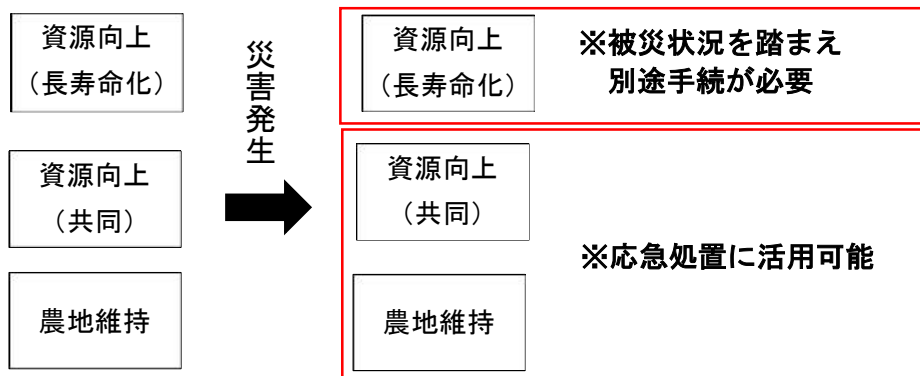 資源向上
（長寿命化）
資源向上
（共同）
農地維持
災害発生
資源向上
（長寿命化）
※被災状況を踏まえ
別途手続が必要
資源向上
（共同）
農地維持
※応急処置に活用可能